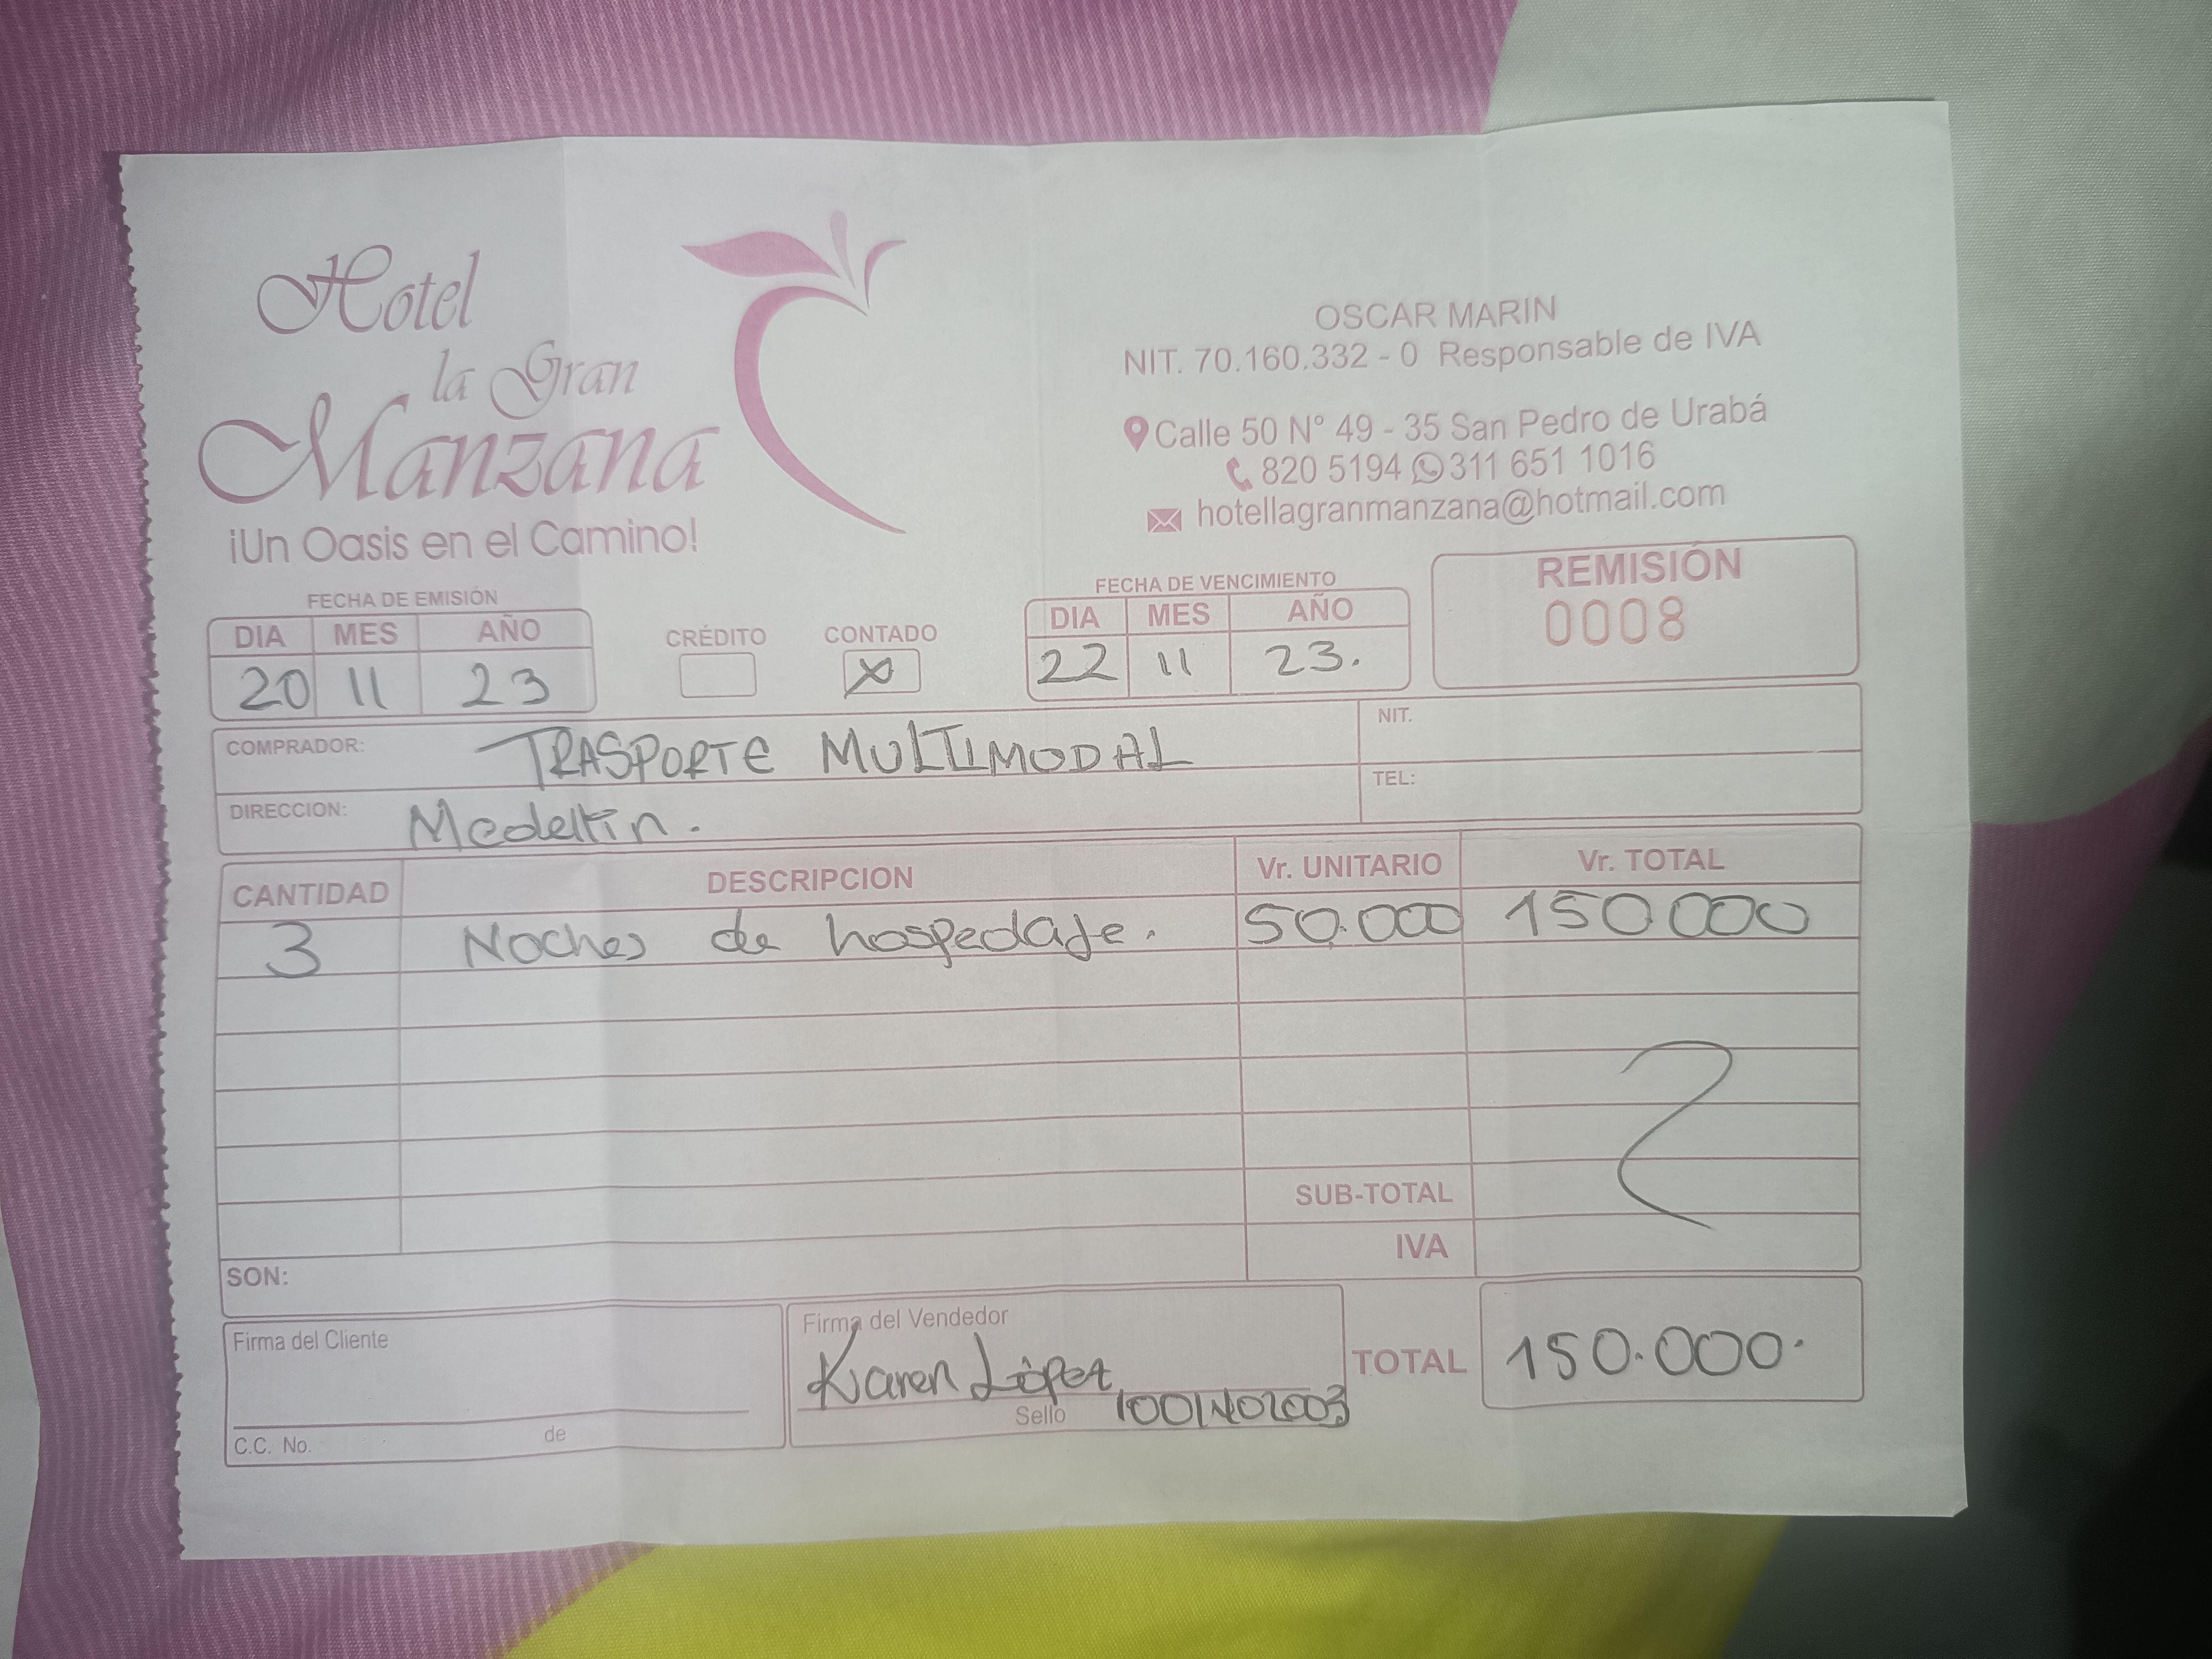 Hotel
la Gran
Manzana
¡Un Oasis en el Camino!
OSCAR MARIN
NIT. 70.160.332 - 0 Responsable de IVA
Calle 50 N° 49 - 35 San Pedro de Urabá
820 5194 311 651 1016
hotellagranmanzana@hotmail.com
FECHA DE EMISIÓN
DIA MES AÑO
20 11 23
CRÉDITO CONTADO
X
FECHA DE VENCIMIENTO
DIA MES AÑO
22 11 23.
REMISIÓN
0008
COMPRADOR: TRASPORTE MULTIMODAL
NIT.
DIRECCION: Medellin.
TEL:
CANTIDAD DESCRIPCION Vr. UNITARIO Vr. TOTAL
3 Noches de hospedaje. 50.000 150000
SUB-TOTAL
IVA
SON:
Firma del Cliente
C.C. No. de
Firma del Vendedor
Karen López
Sello
TOTAL 150.000.